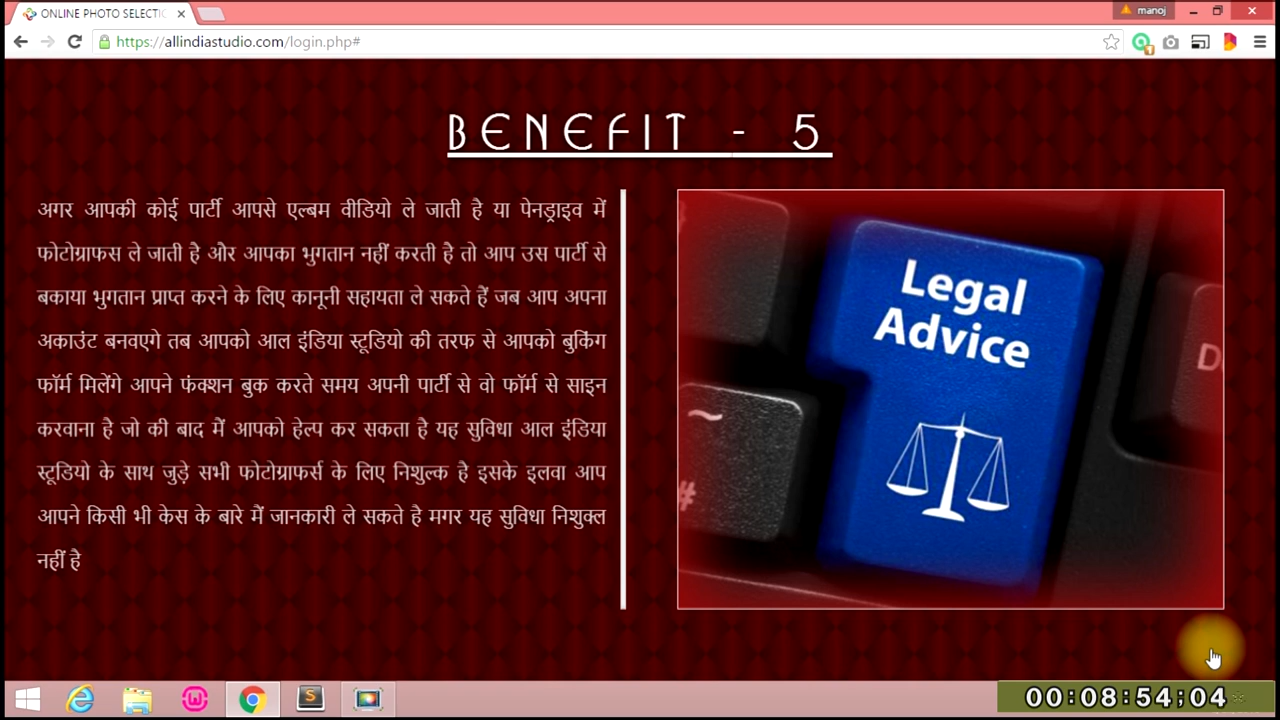 ONLINE PHOTO SELECTIO
manoj
https://allindiastudio.com/login.php#
BENEFIT - 5
अगर आपकी कोई पार्टी आपसे एल्बम वीडियो ले जाती है या पेनड्राइव में
फोटोग्राफस ले जाती है और आपका भुगतान नहीं करती है तो आप उस पार्टी से
बकाया भुगतान प्राप्त करने के लिए कानूनी सहायता ले सकते हें जब आप अपना
अकाउंट बनवएगे तब आपको आल इंडिया स्टूडियो की तरफ से आपको बुकिंग
फॉर्म मिलेंगे आपने फंक्शन बुक करते समय अपनी पार्टी से वो फॉर्म से साइन
करवाना है जो की बाद मैं आपको हेल्प कर सकता है यह सुविधा आल इंडिया
स्टूडियो के साथ जुड़े सभी फोटोग्राफर्स के लिए निशुल्क है इसके इलवा आप
आपने किसी भी केस के बारे मैं जानकारी ले सकते है मगर यह सुविधा निशुक्ल
नहीं है
Legal
Advice
~
#
D
00:08:54;04